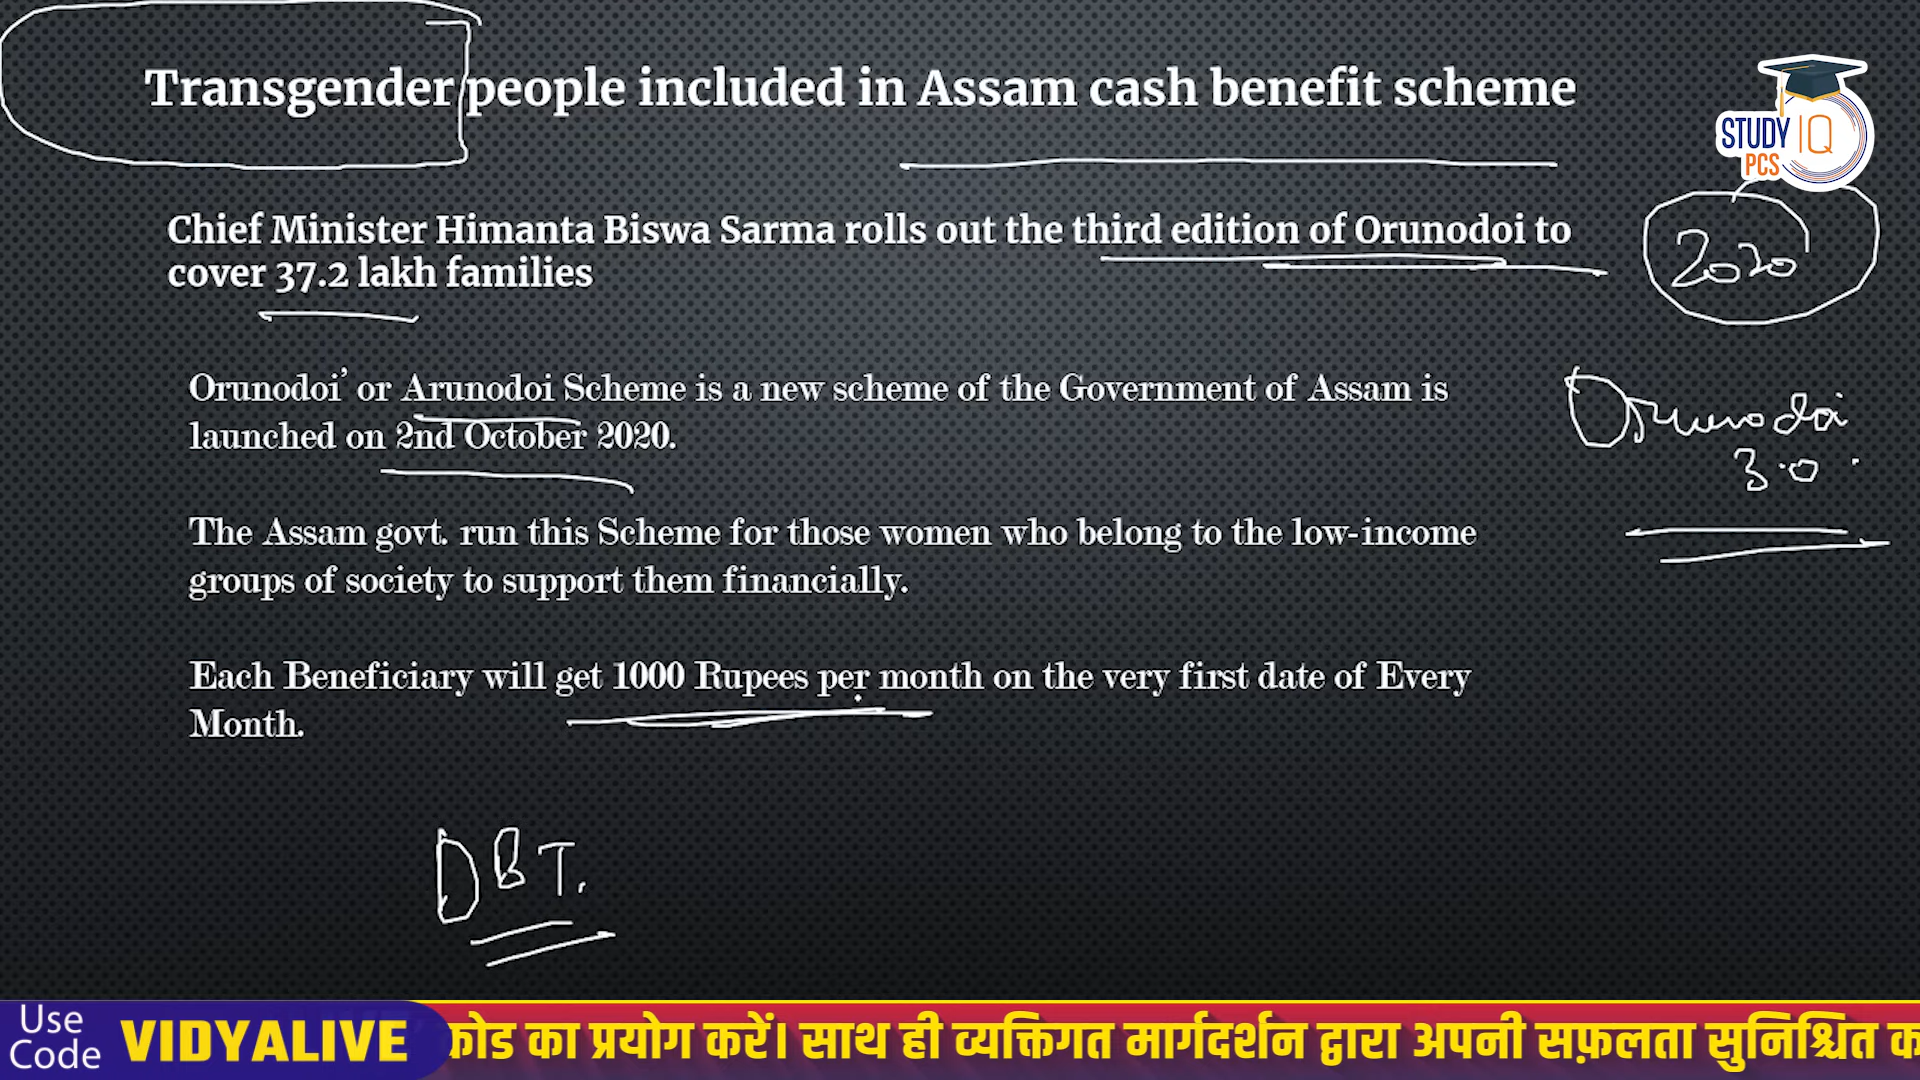 Transgender people included in Assam cash benefit scheme
STUDY IQ
PCS
Chief Minister Himanta Biswa Sarma rolls out the third edition of Orunodoi to
cover 37.2 lakh families
2020
Orunodoi’ or Arunodoi Scheme is a new scheme of the Government of Assam is
launched on 2nd October 2020.
Orunodoi
3.0
The Assam govt. run this Scheme for those women who belong to the low-income
groups of society to support them financially.
Each Beneficiary will get 1000 Rupees per month on the very first date of Every
Month.
DBT.
Use
Code
VIDYALIVE
कोड का प्रयोग करें। साथ ही व्यक्तिगत मार्गदर्शन द्वारा अपनी सफ़लता सुनिश्चित क